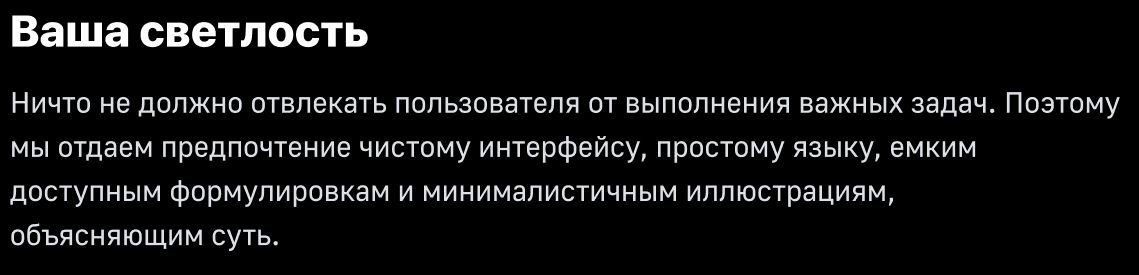 Ваша светлость
Ничто не должно отвлекать пользователя от выполнения важных задач. Поэтому
мы отдаем предпочтение чистому интерфейсу, простому языку, емким
доступным формулировкам и минималистичным иллюстрациям,
объясняющим суть.